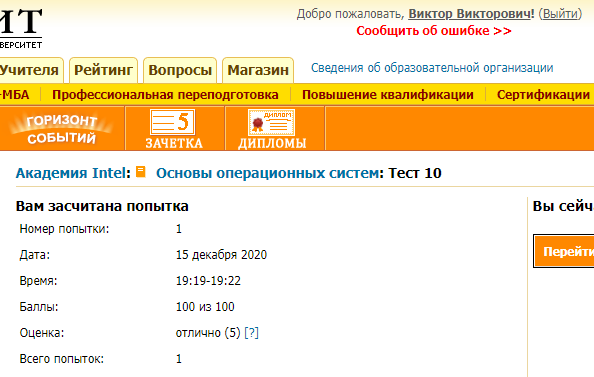 Добро пожаловать, Виктор Викторович! (Выйти)
ИТ
Сообщить об ошибке >>
Учителя Рейтинг Вопросы Магазин Сведения об образовательной организации
МБА Профессиональная переподготовка Повышение квалификации Сертификации
ГОРИЗОНТ СОБЫТИЙ
5
ЗАЧЕТКА
ДИПЛОМ
ДИПЛОМЫ
Академия Intel: Основы операционных систем: Тест 10
Вам засчитана попытка
Вы сейч
Номер попытки: 1
Дата: 15 декабря 2020
Перейти
Время: 19:19-19:22
Баллы: 100 из 100
Оценка: отлично (5) [?]
Всего попыток: 1